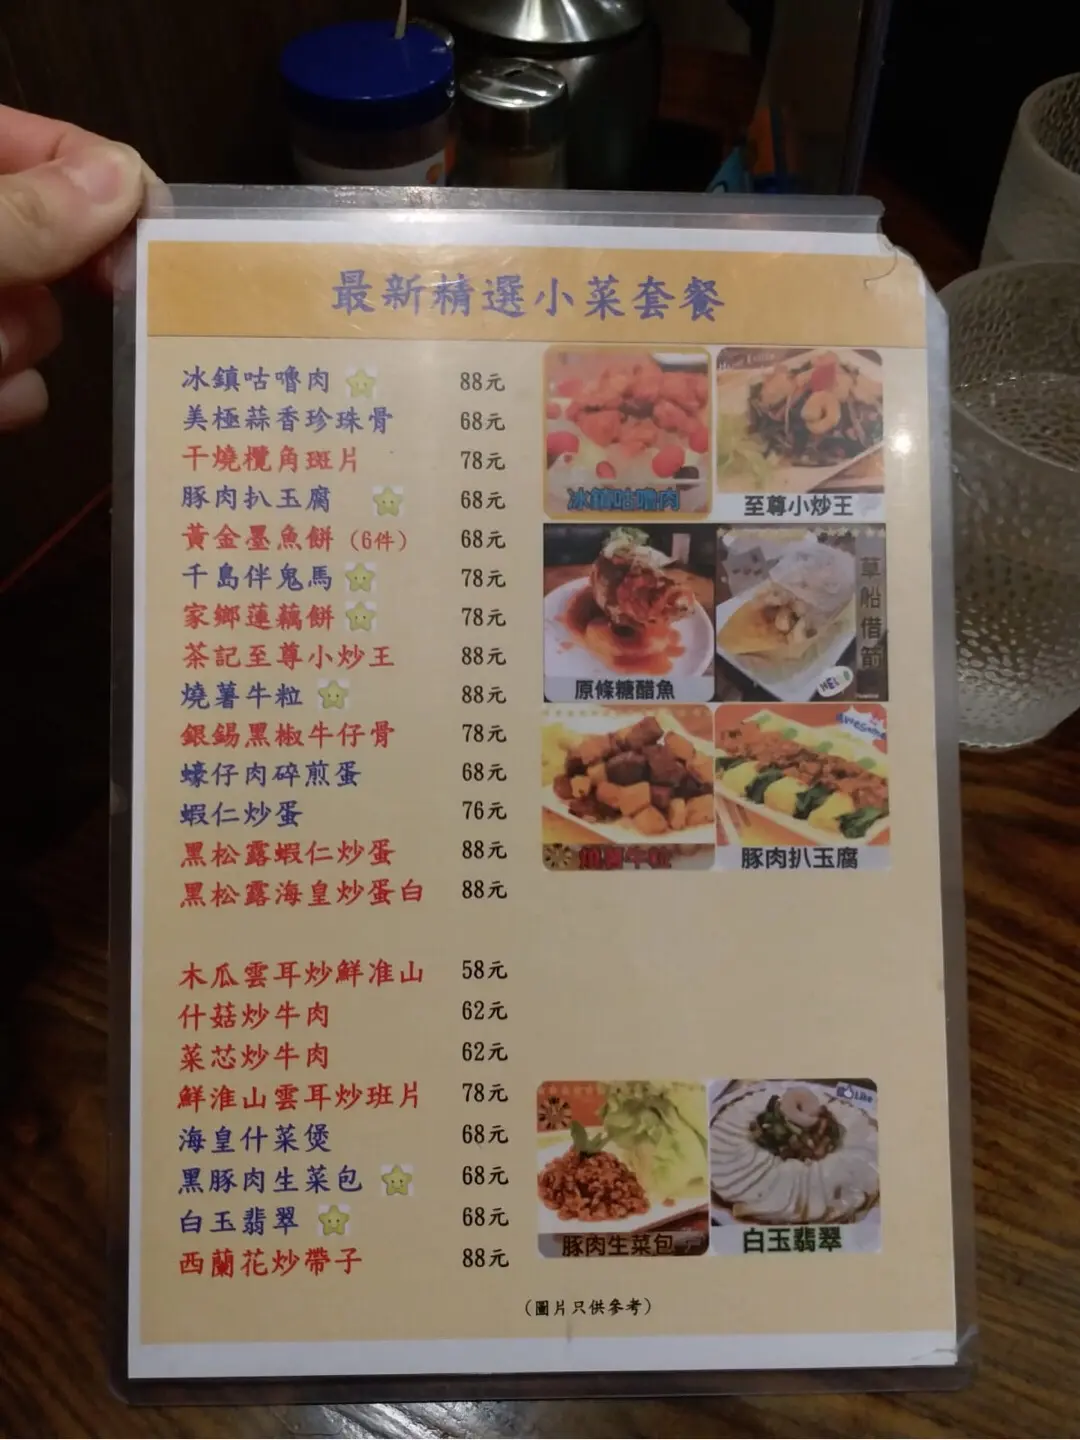 最新精選小菜套餐
冰鎮咕嚕肉 88元
美極蒜香珍珠骨 68元
干燒欖角斑片 78元
豚肉扒玉腐 68元
黃金墨魚餅（6件） 68元
千島伴鬼馬 78元
家鄉蓮藕餅 78元
茶記至尊小炒王 88元
燒薯牛粒 88元
銀錫黑椒牛仔骨 78元
蠔仔肉碎煎蛋 68元
蝦仁炒蛋 76元
黑松露蝦仁炒蛋 88元
黑松露海皇炒蛋白 88元
木瓜雲耳炒鮮准山 58元
什菇炒牛肉 62元
菜芯炒牛肉 62元
鮮淮山雲耳炒班片 78元
海皇什菜煲 68元
黑豚肉生菜包 68元
白玉翡翠 68元
西蘭花炒帶子 88元
冰鎮咕嚕肉
至尊小炒王
原條糖醋魚
草船借箭
HELLO
燒薯牛粒
Awesome
豚肉扒玉腐
豚肉生菜包
Like
白玉翡翠
（圖片只供參考）